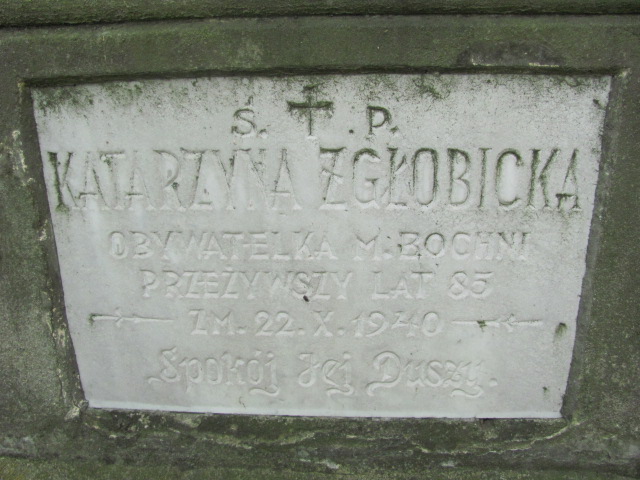 Ś. † P.
KATARZYNA ZGŁOBICKA
OBYWATELKA M. BOCHNI
PRZEŻYWSZY LAT 85
ZM. 22. X. 1940
Spokój Jej Duszy.